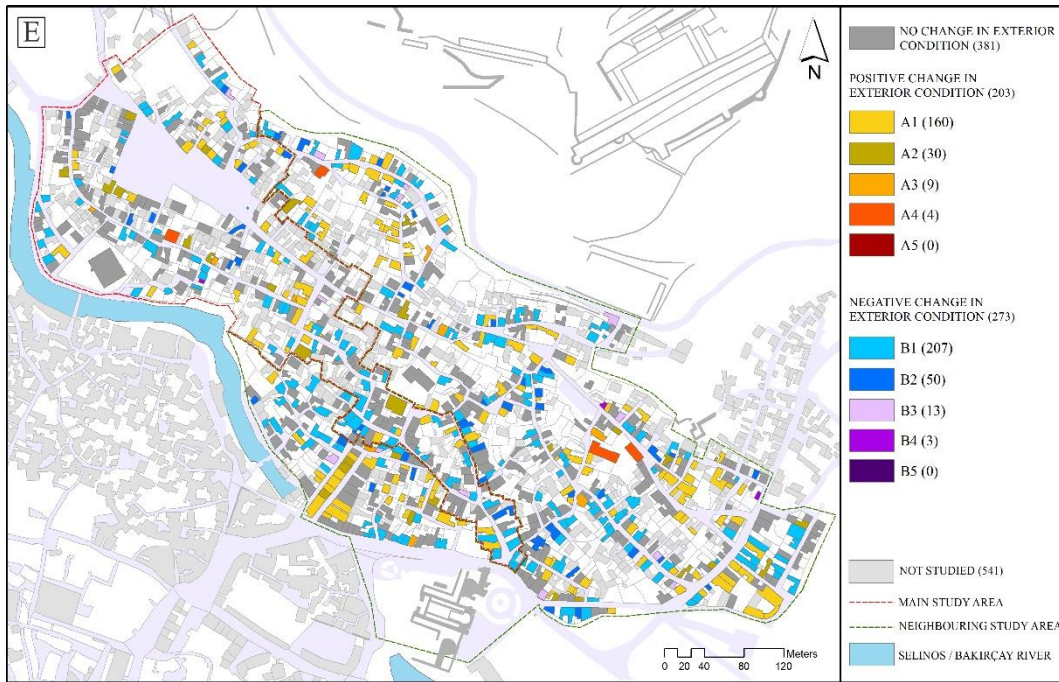 E
N
0 20 40 80 120
Meters
NO CHANGE IN EXTERIOR
CONDITION (381)
POSITIVE CHANGE IN
EXTERIOR CONDITION (203)
A1 (160)
A2 (30)
A3 (9)
A4 (4)
A5 (0)
NEGATIVE CHANGE IN
EXTERIOR CONDITION (273)
B1 (207)
B2 (50)
B3 (13)
B4 (3)
B5 (0)
NOT STUDIED (541)
MAIN STUDY AREA
NEIGHBOURING STUDY AREA
SELINOS / BAKIRÇAY RIVER